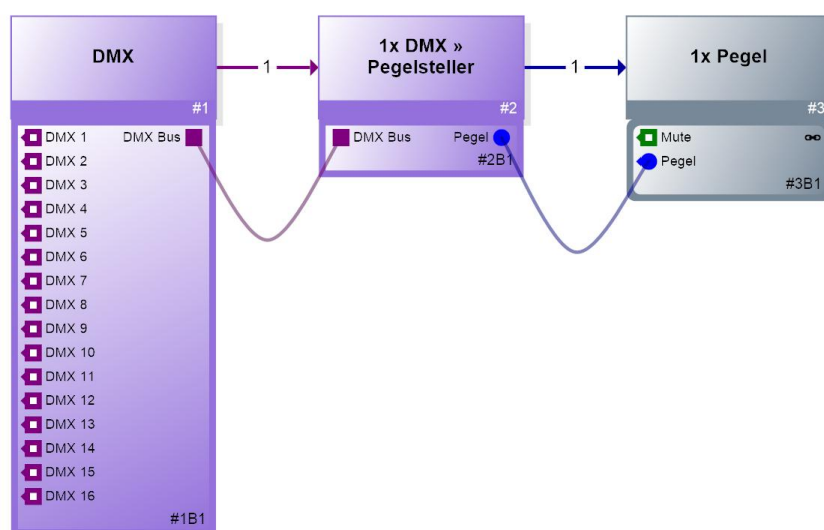 DMX
1
1x DMX »
Pegelsteller
1
1x Pegel
#1
#2
#3
DMX 1
DMX Bus
DMX 2
DMX 3
DMX 4
DMX 5
DMX 6
DMX 7
DMX 8
DMX 9
DMX 10
DMX 11
DMX 12
DMX 13
DMX 14
DMX 15
DMX 16
#1B1
DMX Bus
Pegel
#2B1
Mute
Pegel
#3B1